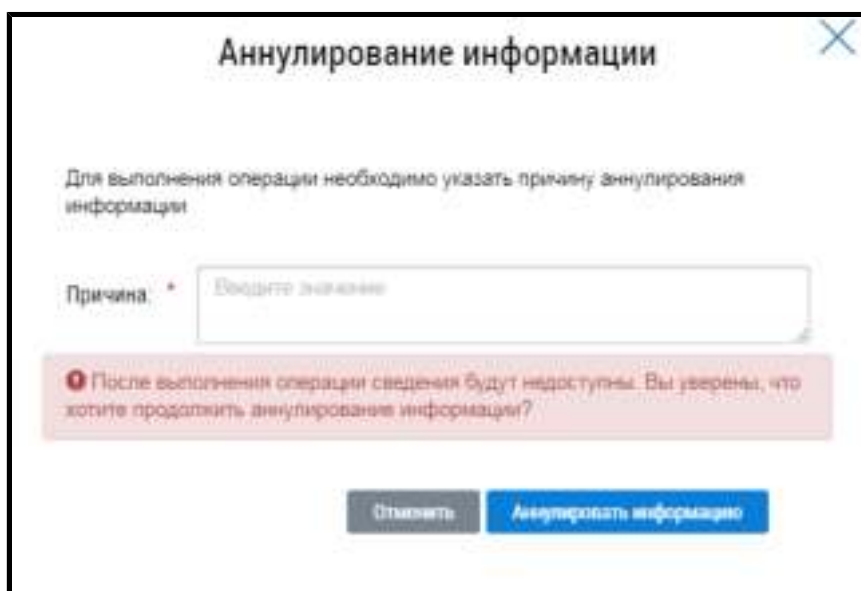 Аннулирование информации
Для выполнения операции необходимо указать причину аннулирования
информации
Причина: *
Введите значение
После выполнения операции сведения будут недоступны. Вы уверены, что
хотите продолжить аннулирование информации?
Отменить Аннулировать информацию